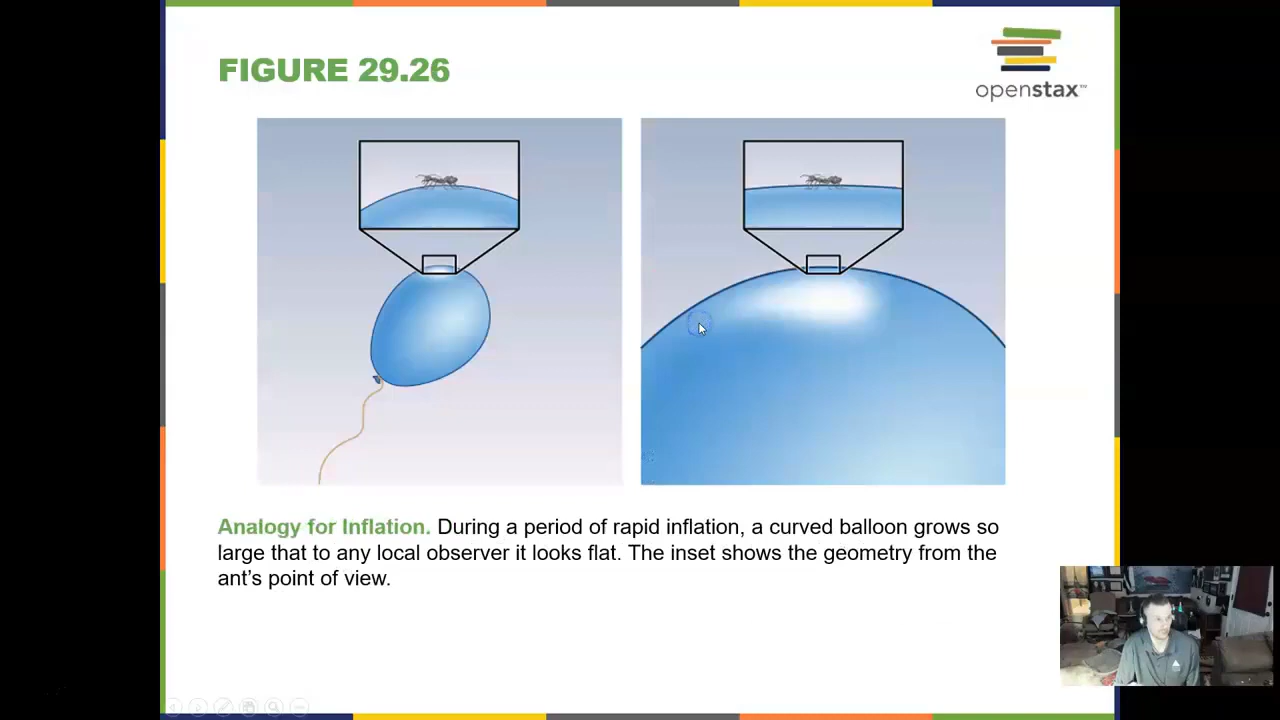 FIGURE 29.26
openstax™
Analogy for Inflation. During a period of rapid inflation, a curved balloon grows so
large that to any local observer it looks flat. The inset shows the geometry from the
ant’s point of view.